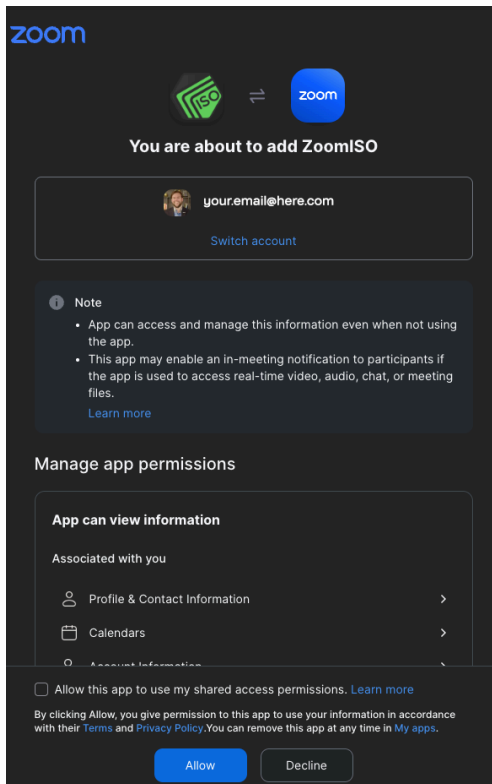 zoom
ISO
zoom
You are about to add ZoomISO
your.email@here.com
Switch account
Note
• App can access and manage this information even when not using
the app.
• This app may enable an in-meeting notification to participants if
the app is used to access real-time video, audio, chat, or meeting
files.
Learn more
Manage app permissions
App can view information
Associated with you
Profile & Contact Information
Calendars
Account Information
Allow this app to use my shared access permissions. Learn more
By clicking Allow, you give permission to this app to use your information in accordance
with their Terms and Privacy Policy.You can remove this app at any time in My apps.
Allow
Decline